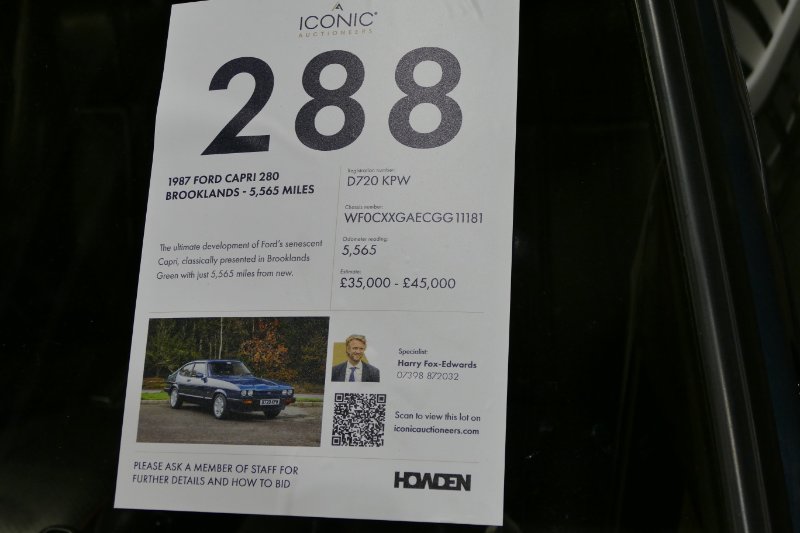 ICONIC
AUCTIONEERS
288
1987 FORD CAPRI 280
BROOKLANDS - 5,565 MILES
The ultimate development of Ford's senescent
Capri, classically presented in Brooklands
Green with just 5,565 miles from new.
Registration number:
D720 KPW
Chassis number:
WF0CXXGAECGG11181
Odometer reading:
5,565
Estimate:
£35,000 - £45,000
Specialist:
Harry Fox-Edwards
07398 872032
Scan to view this lot on
iconicauctioneers.com
PLEASE ASK A MEMBER OF STAFF FOR
FURTHER DETAILS AND HOW TO BID
HOWDEN